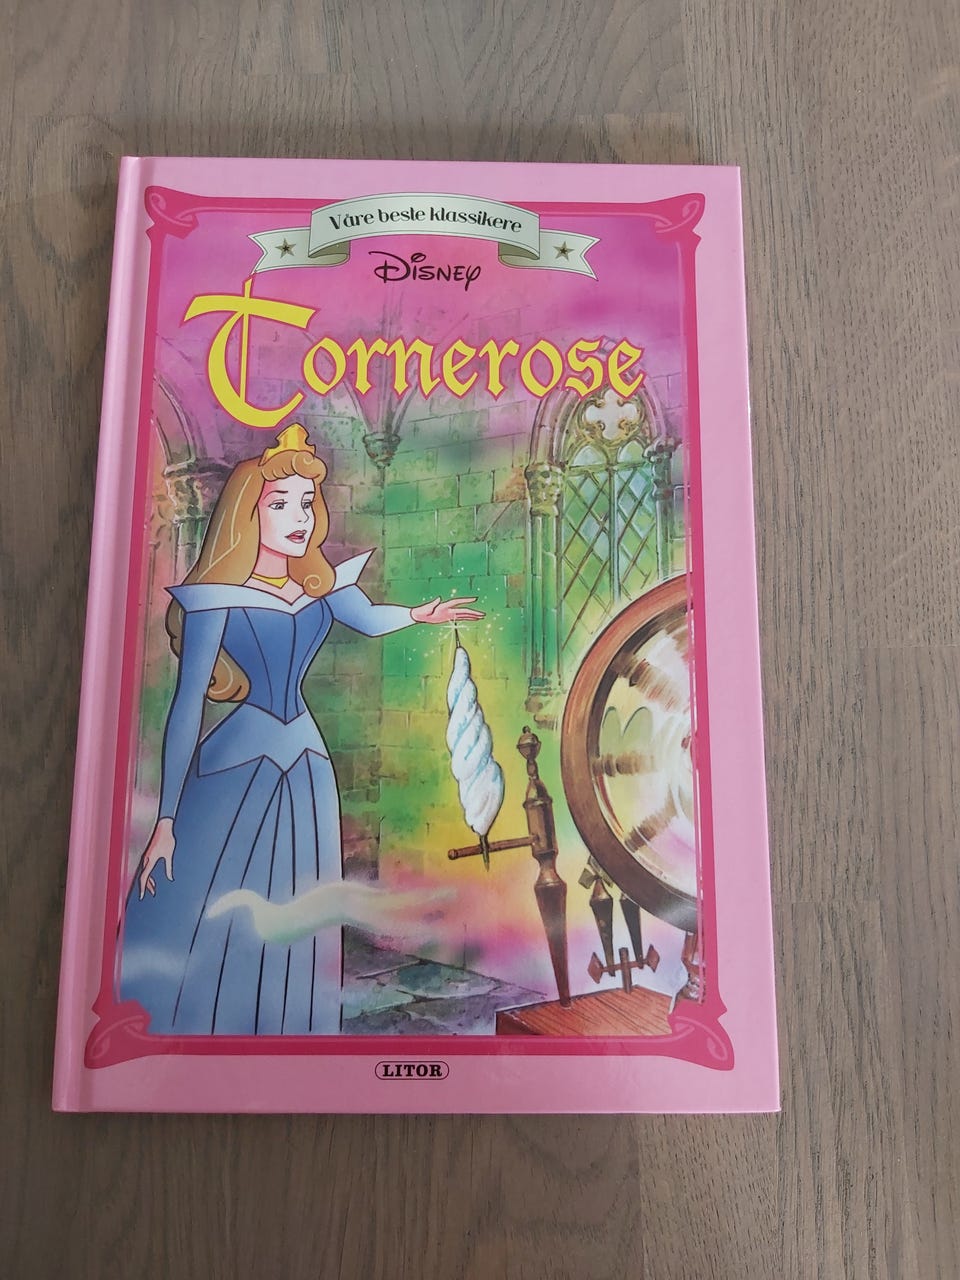 Våre beste klassikere
Disney
Tornerose
LITOR